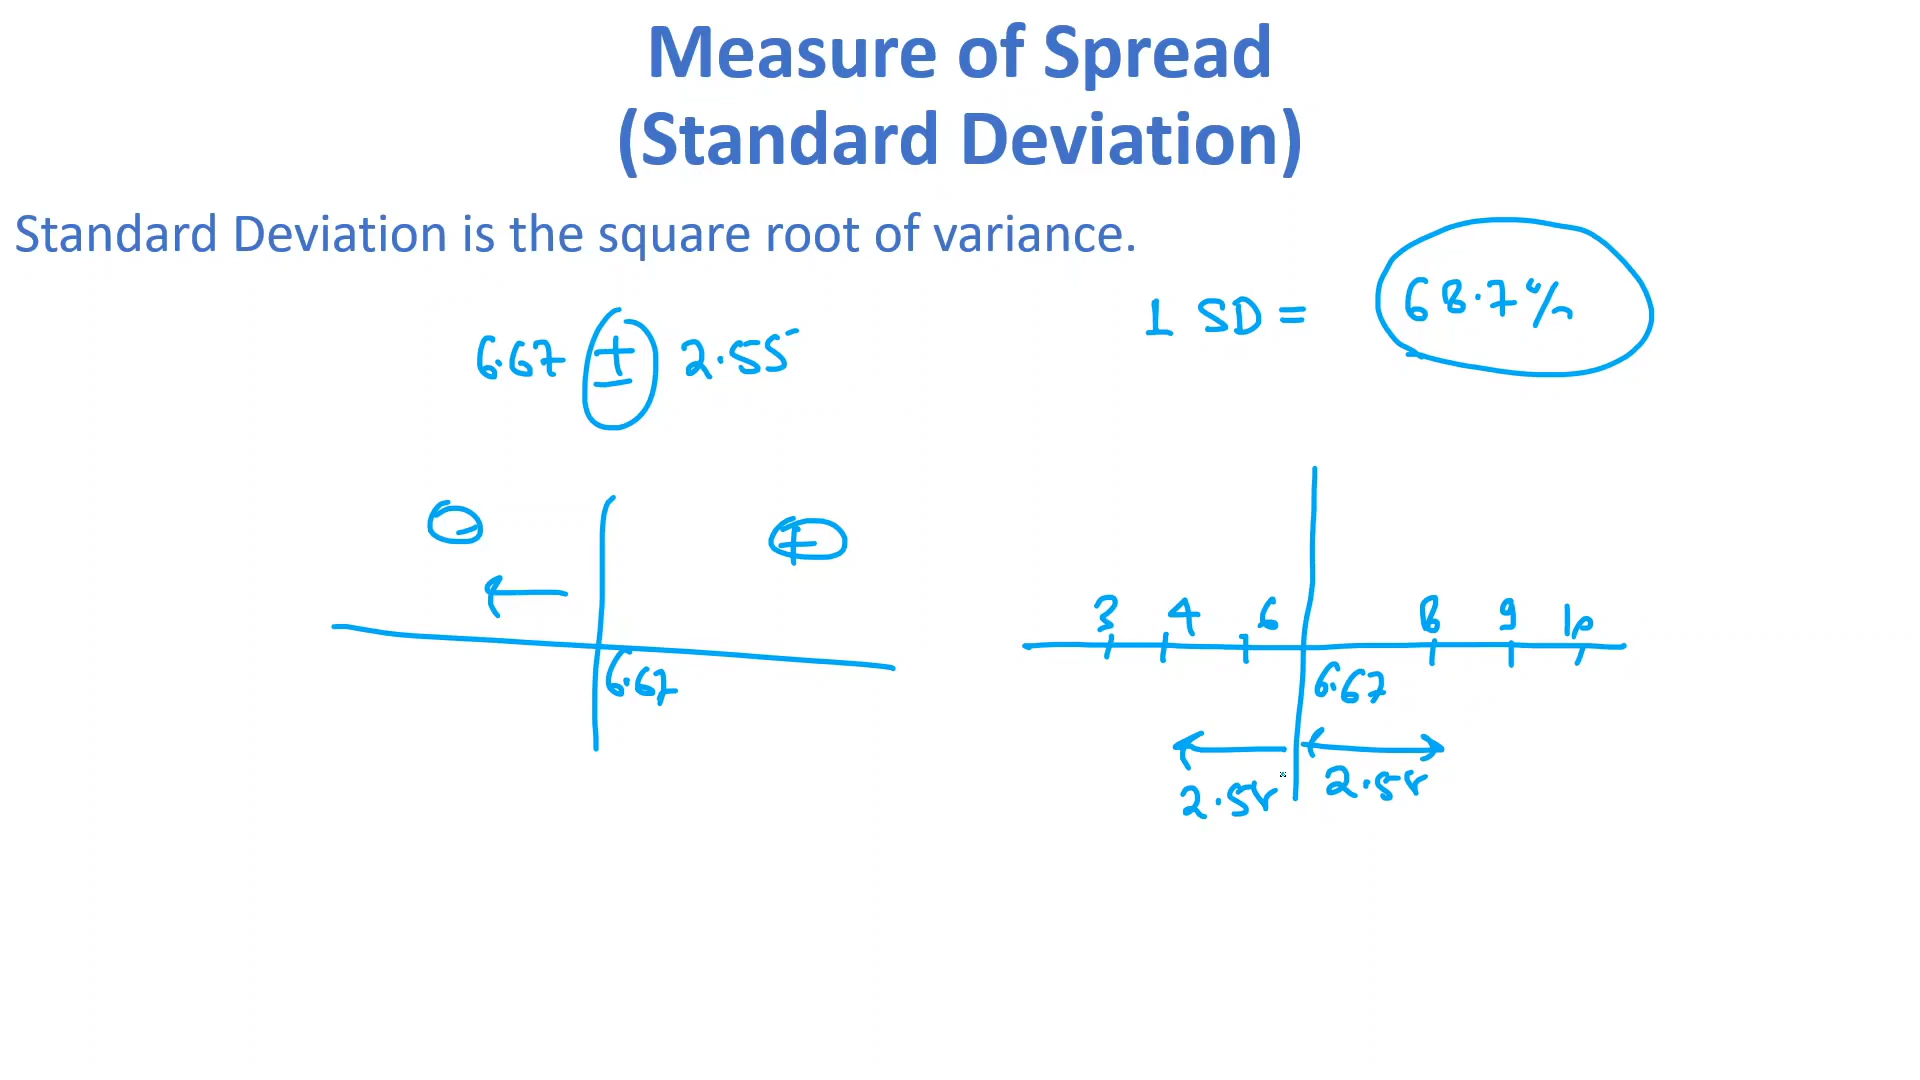 Measure of Spread
(Standard Deviation)
Standard Deviation is the square root of variance.
1 SD = 68.7%
6.67 ± 2.55
- +
3 4 6 8 9 10
6.67
6.67
2.55 2.55